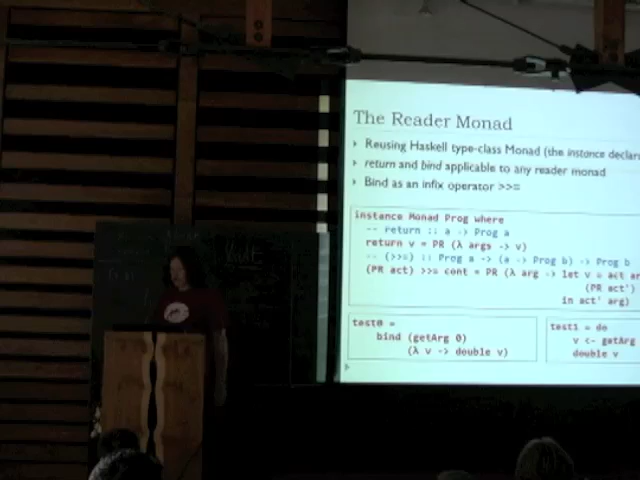 The Reader Monad
Reusing Haskell type-class Monad (the instance declar
return and bind applicable to any reader monad
Bind as an infix operator >>=
instance Monad Prog where
-- return :: a -> Prog a
return v = PR (λ args -> v)
-- (>>=) :: Prog a -> (a -> Prog b) -> Prog b
(PR act) >>= cont = PR (λ arg -> let v = act ar
(PR act')
in act' arg)
test0 =
bind (getArg 0)
(λ v -> double v)
test1 = do
v <- getArg
double v